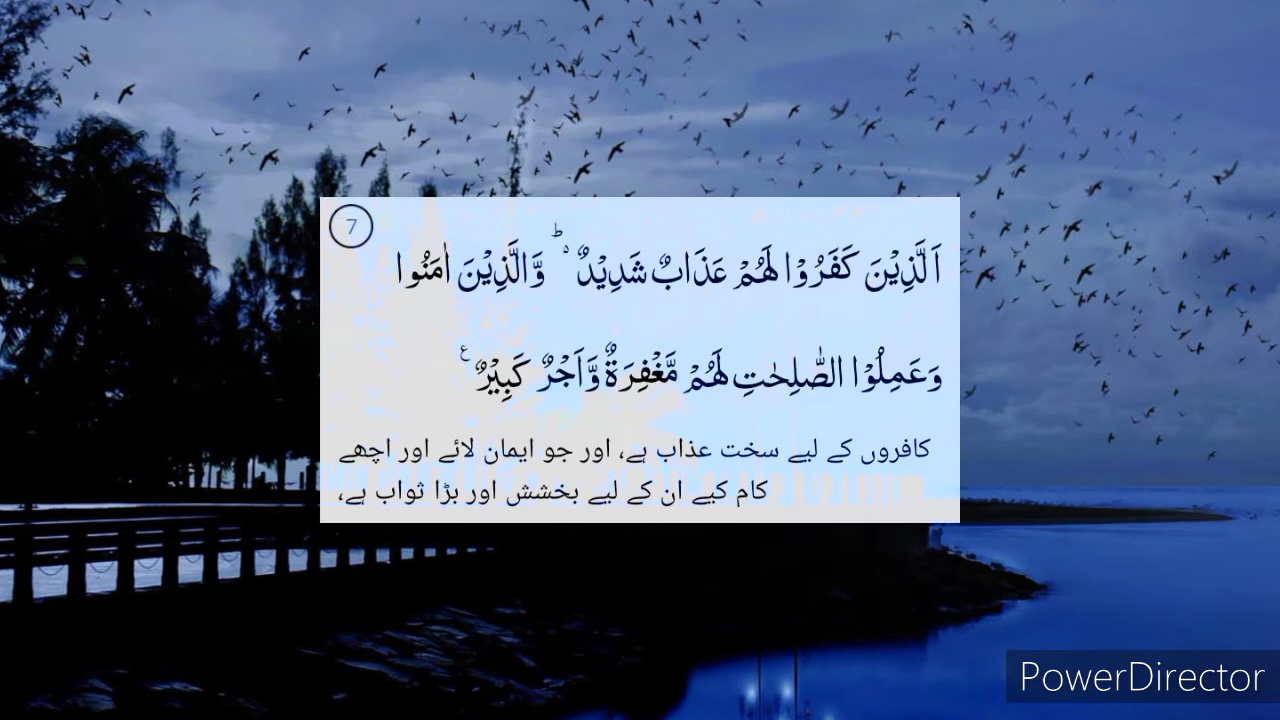 7
اَلَّذِيْنَ كَفَرُوْا لَهُمْ عَذَابٌ شَدِيْدٌ ۥؕ وَّالَّذِيْنَ اٰمَنُوا
وَعَمِلُوْا الصّٰلِحٰتِ لَهُمْ مَّغْفِرَةٌ وَّاَجْرٌ كَبِيْرٌ ۧ
کافروں کے لیے سخت عذاب ہے، اور جو ایمان لائے اور اچھے
کام کیے ان کے لیے بخشش اور بڑا ثواب ہے،
PowerDirector